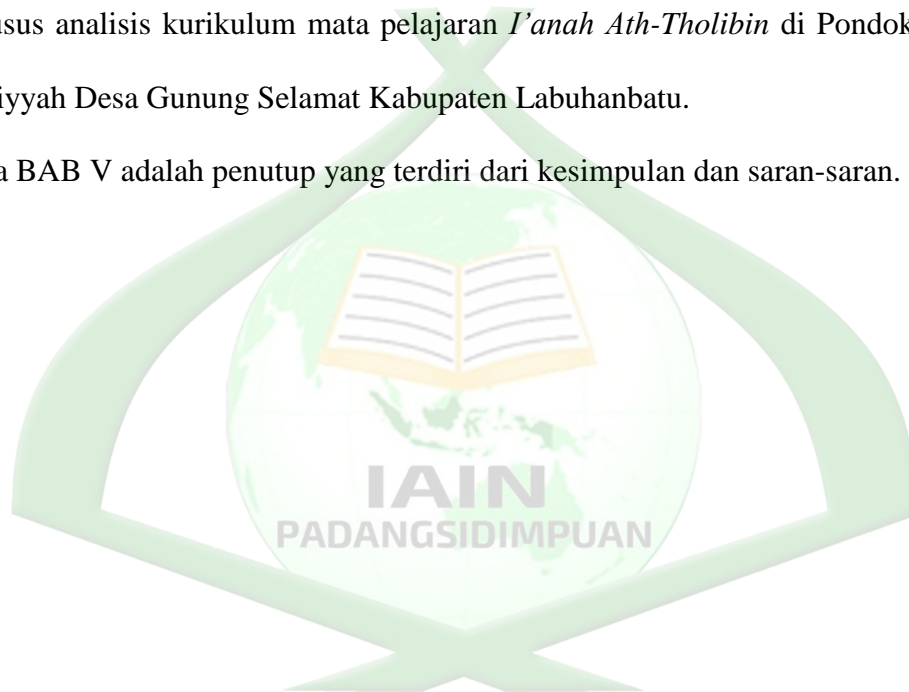 usus analisis kurikulum mata pelajaran I’anah Ath-Tholibin di Pondok
iyyah Desa Gunung Selamat Kabupaten Labuhanbatu.
a BAB V adalah penutup yang terdiri dari kesimpulan dan saran-saran.
IAIN
PADANGSIDIMPUAN